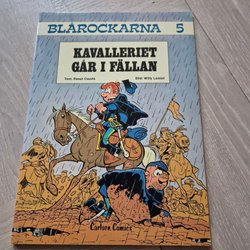 BLÅROCKARNA 5
KAVALLERIET
GÅR I FÄLLAN
Text: Raoul Cauvin Bild: Willy Lambil
Carlsen Comics